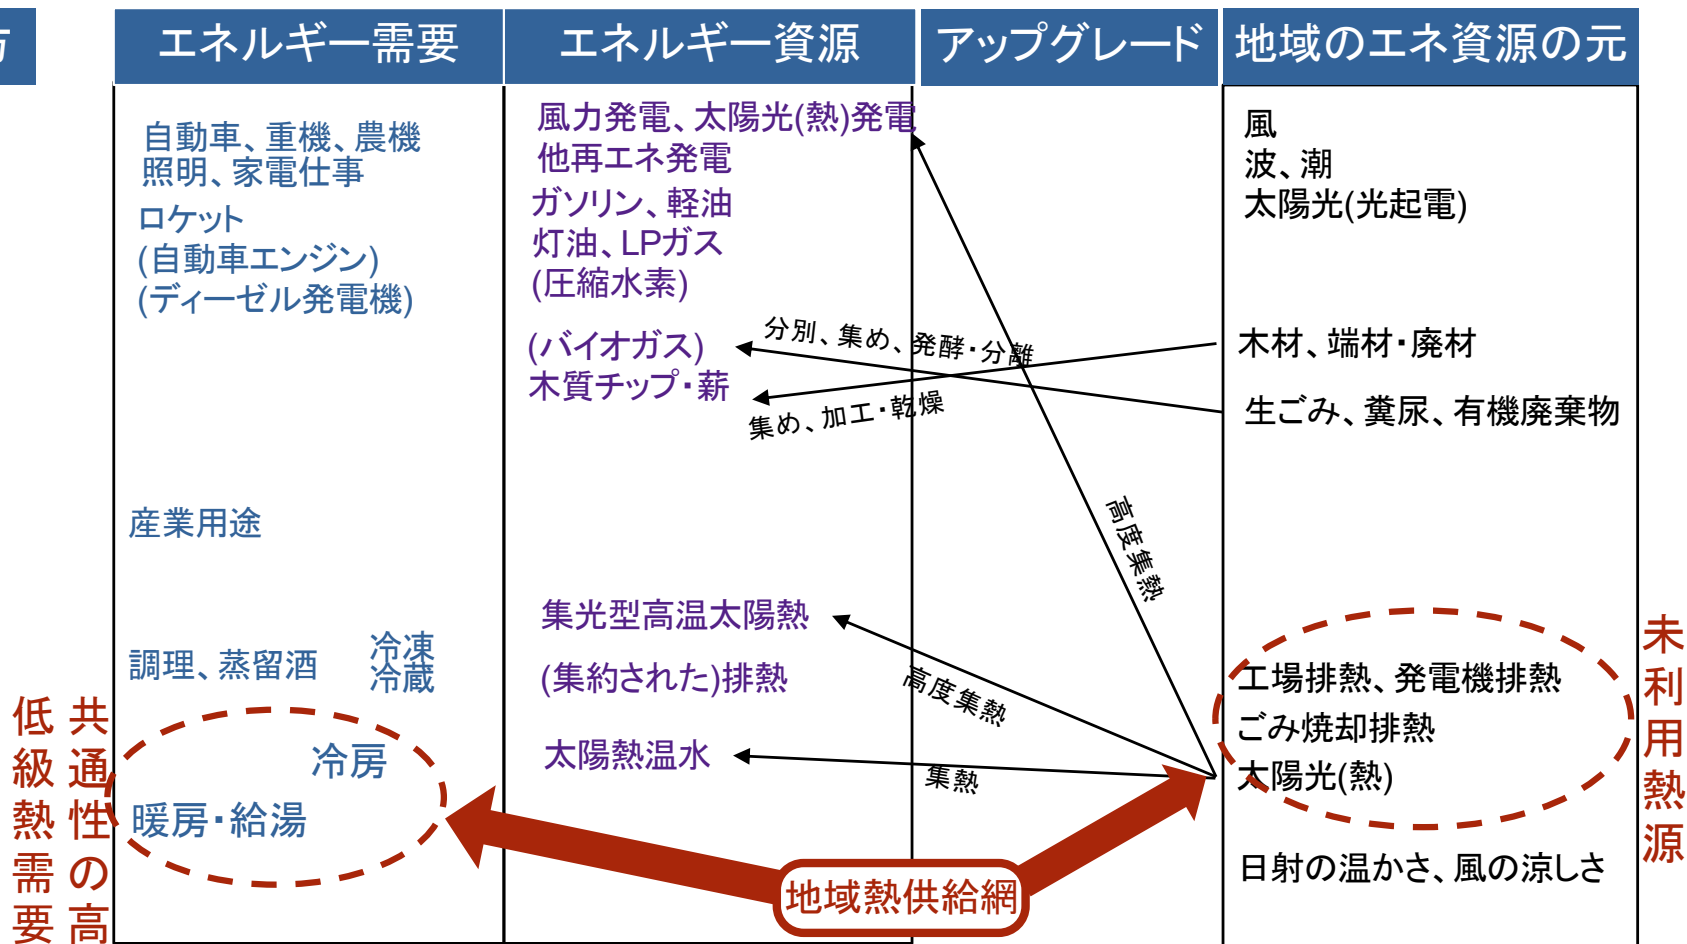 方
エネルギー需要
エネルギー資源
アップグレード
地域のエネ資源の元
自動車、重機、農機
照明、家電仕事
ロケット
(自動車エンジン)
(ディーゼル発電機)
産業用途
調理、蒸留酒
冷凍
冷蔵
冷房
暖房・給湯
風力発電、太陽光(熱)発電
他再エネ発電
ガソリン、軽油
灯油、LPガス
(圧縮水素)
(バイオガス)
木質チップ・薪
集光型高温太陽熱
(集約された)排熱
太陽熱温水
分別、集め、発酵・分離
集め、加工・乾燥
高度集熱
高度集熱
集熱
風
波、潮
太陽光(光起電)
木材、端材・廃材
生ごみ、糞尿、有機廃棄物
工場排熱、発電機排熱
ごみ焼却排熱
太陽光(熱)
日射の温かさ、風の涼しさ
未利用熱源
共通性の高
低級熱需要
地域熱供給網